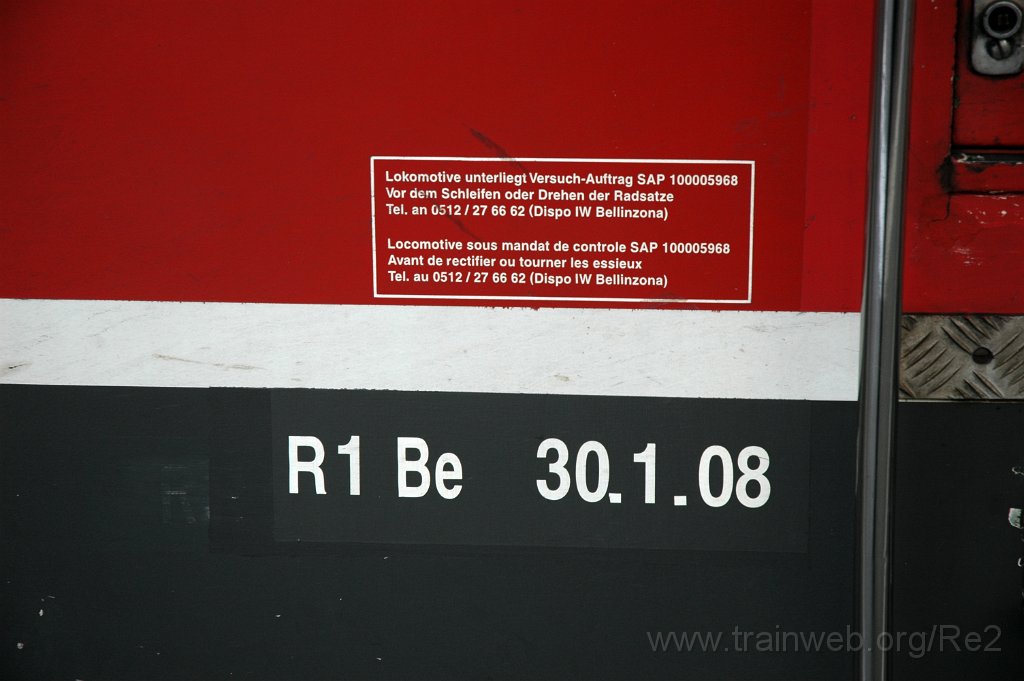 Lokomotive unterliegt Versuch-Auftrag SAP 100005968
Vor dem Schleifen oder Drehen der Radsatze
Tel. an 0512 / 27 66 62 (Dispo IW Bellinzona)
Locomotive sous mandat de controle SAP 100005968
Avant de rectifier ou tourner les essieux
Tel. au 0512 / 27 66 62 (Dispo IW Bellinzona)
R1 Be 30.1.08
www.trainweb.org/Re2